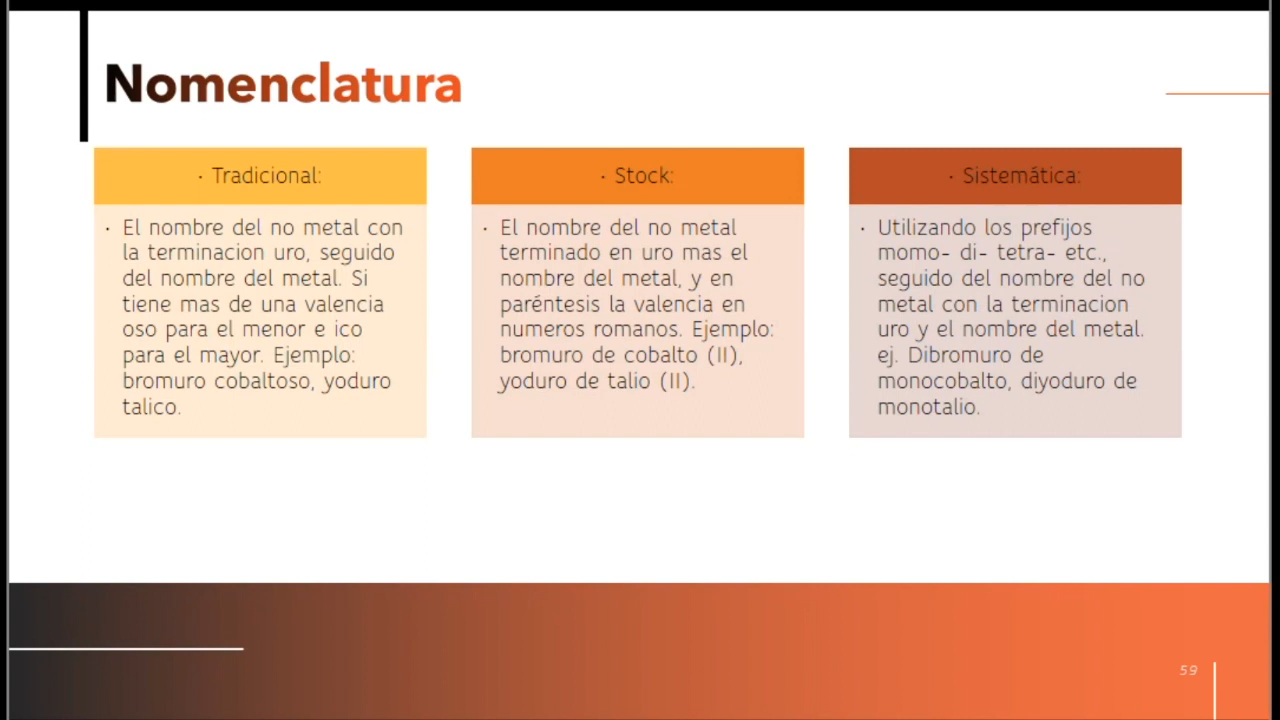 Nomenclatura
· Tradicional:
· El nombre del no metal con
la terminacion uro, seguido
del nombre del metal. Si
tiene mas de una valencia
oso para el menor e ico
para el mayor. Ejemplo:
bromuro cobaltoso, yoduro
talico.
· Stock:
· El nombre del no metal
terminado en uro mas el
nombre del metal, y en
paréntesis la valencia en
numeros romanos. Ejemplo:
bromuro de cobalto (II),
yoduro de talio (II).
· Sistemática:
· Utilizando los prefijos
momo- di- tetra- etc.,
seguido del nombre del no
metal con la terminacion
uro y el nombre del metal.
ej. Dibromuro de
monocobalto, diyoduro de
monotalio.
59